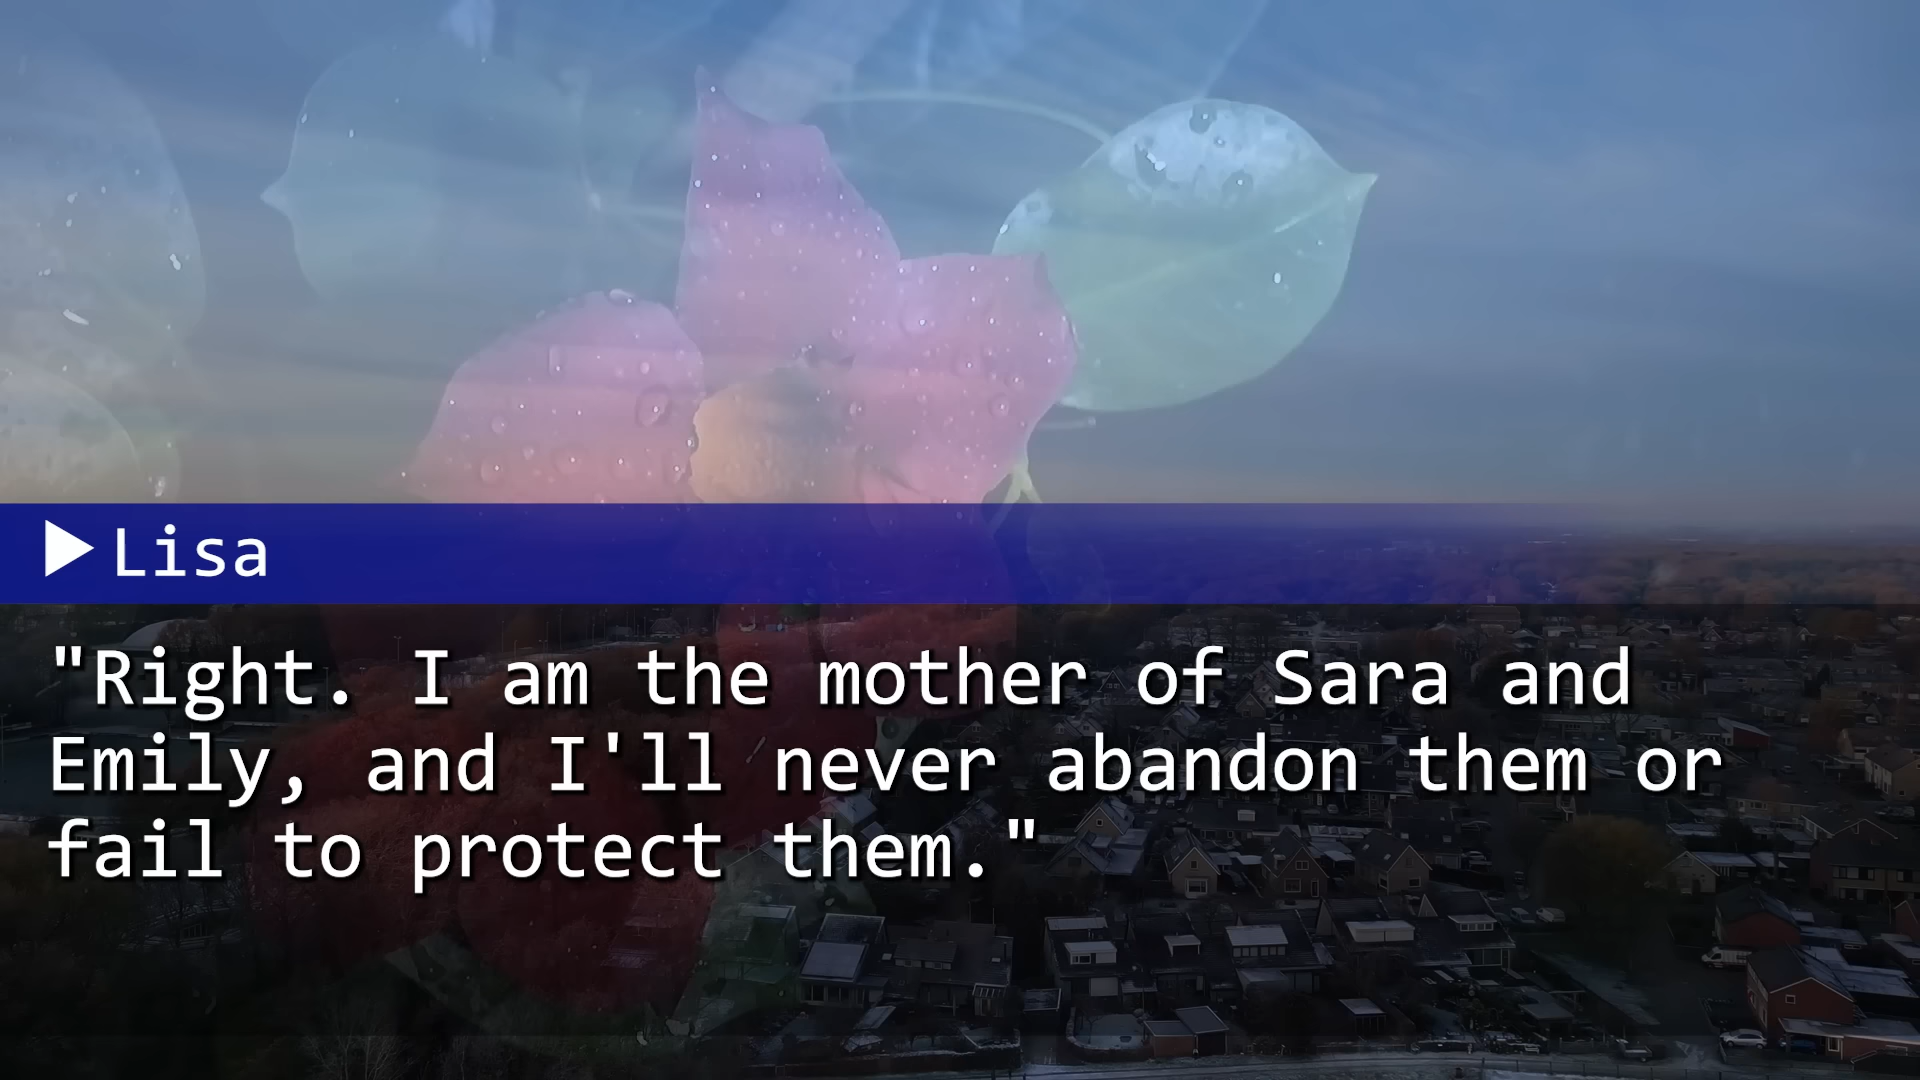 ▶Lisa
"Right. I am the mother of Sara and
Emily, and I'll never abandon them or
fail to protect them."